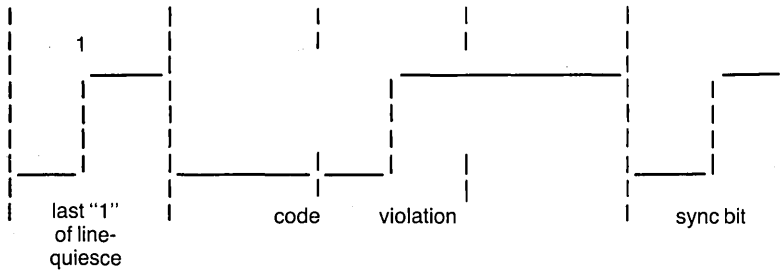 1
last "1"
of line-
quiesce
code violation
sync bit